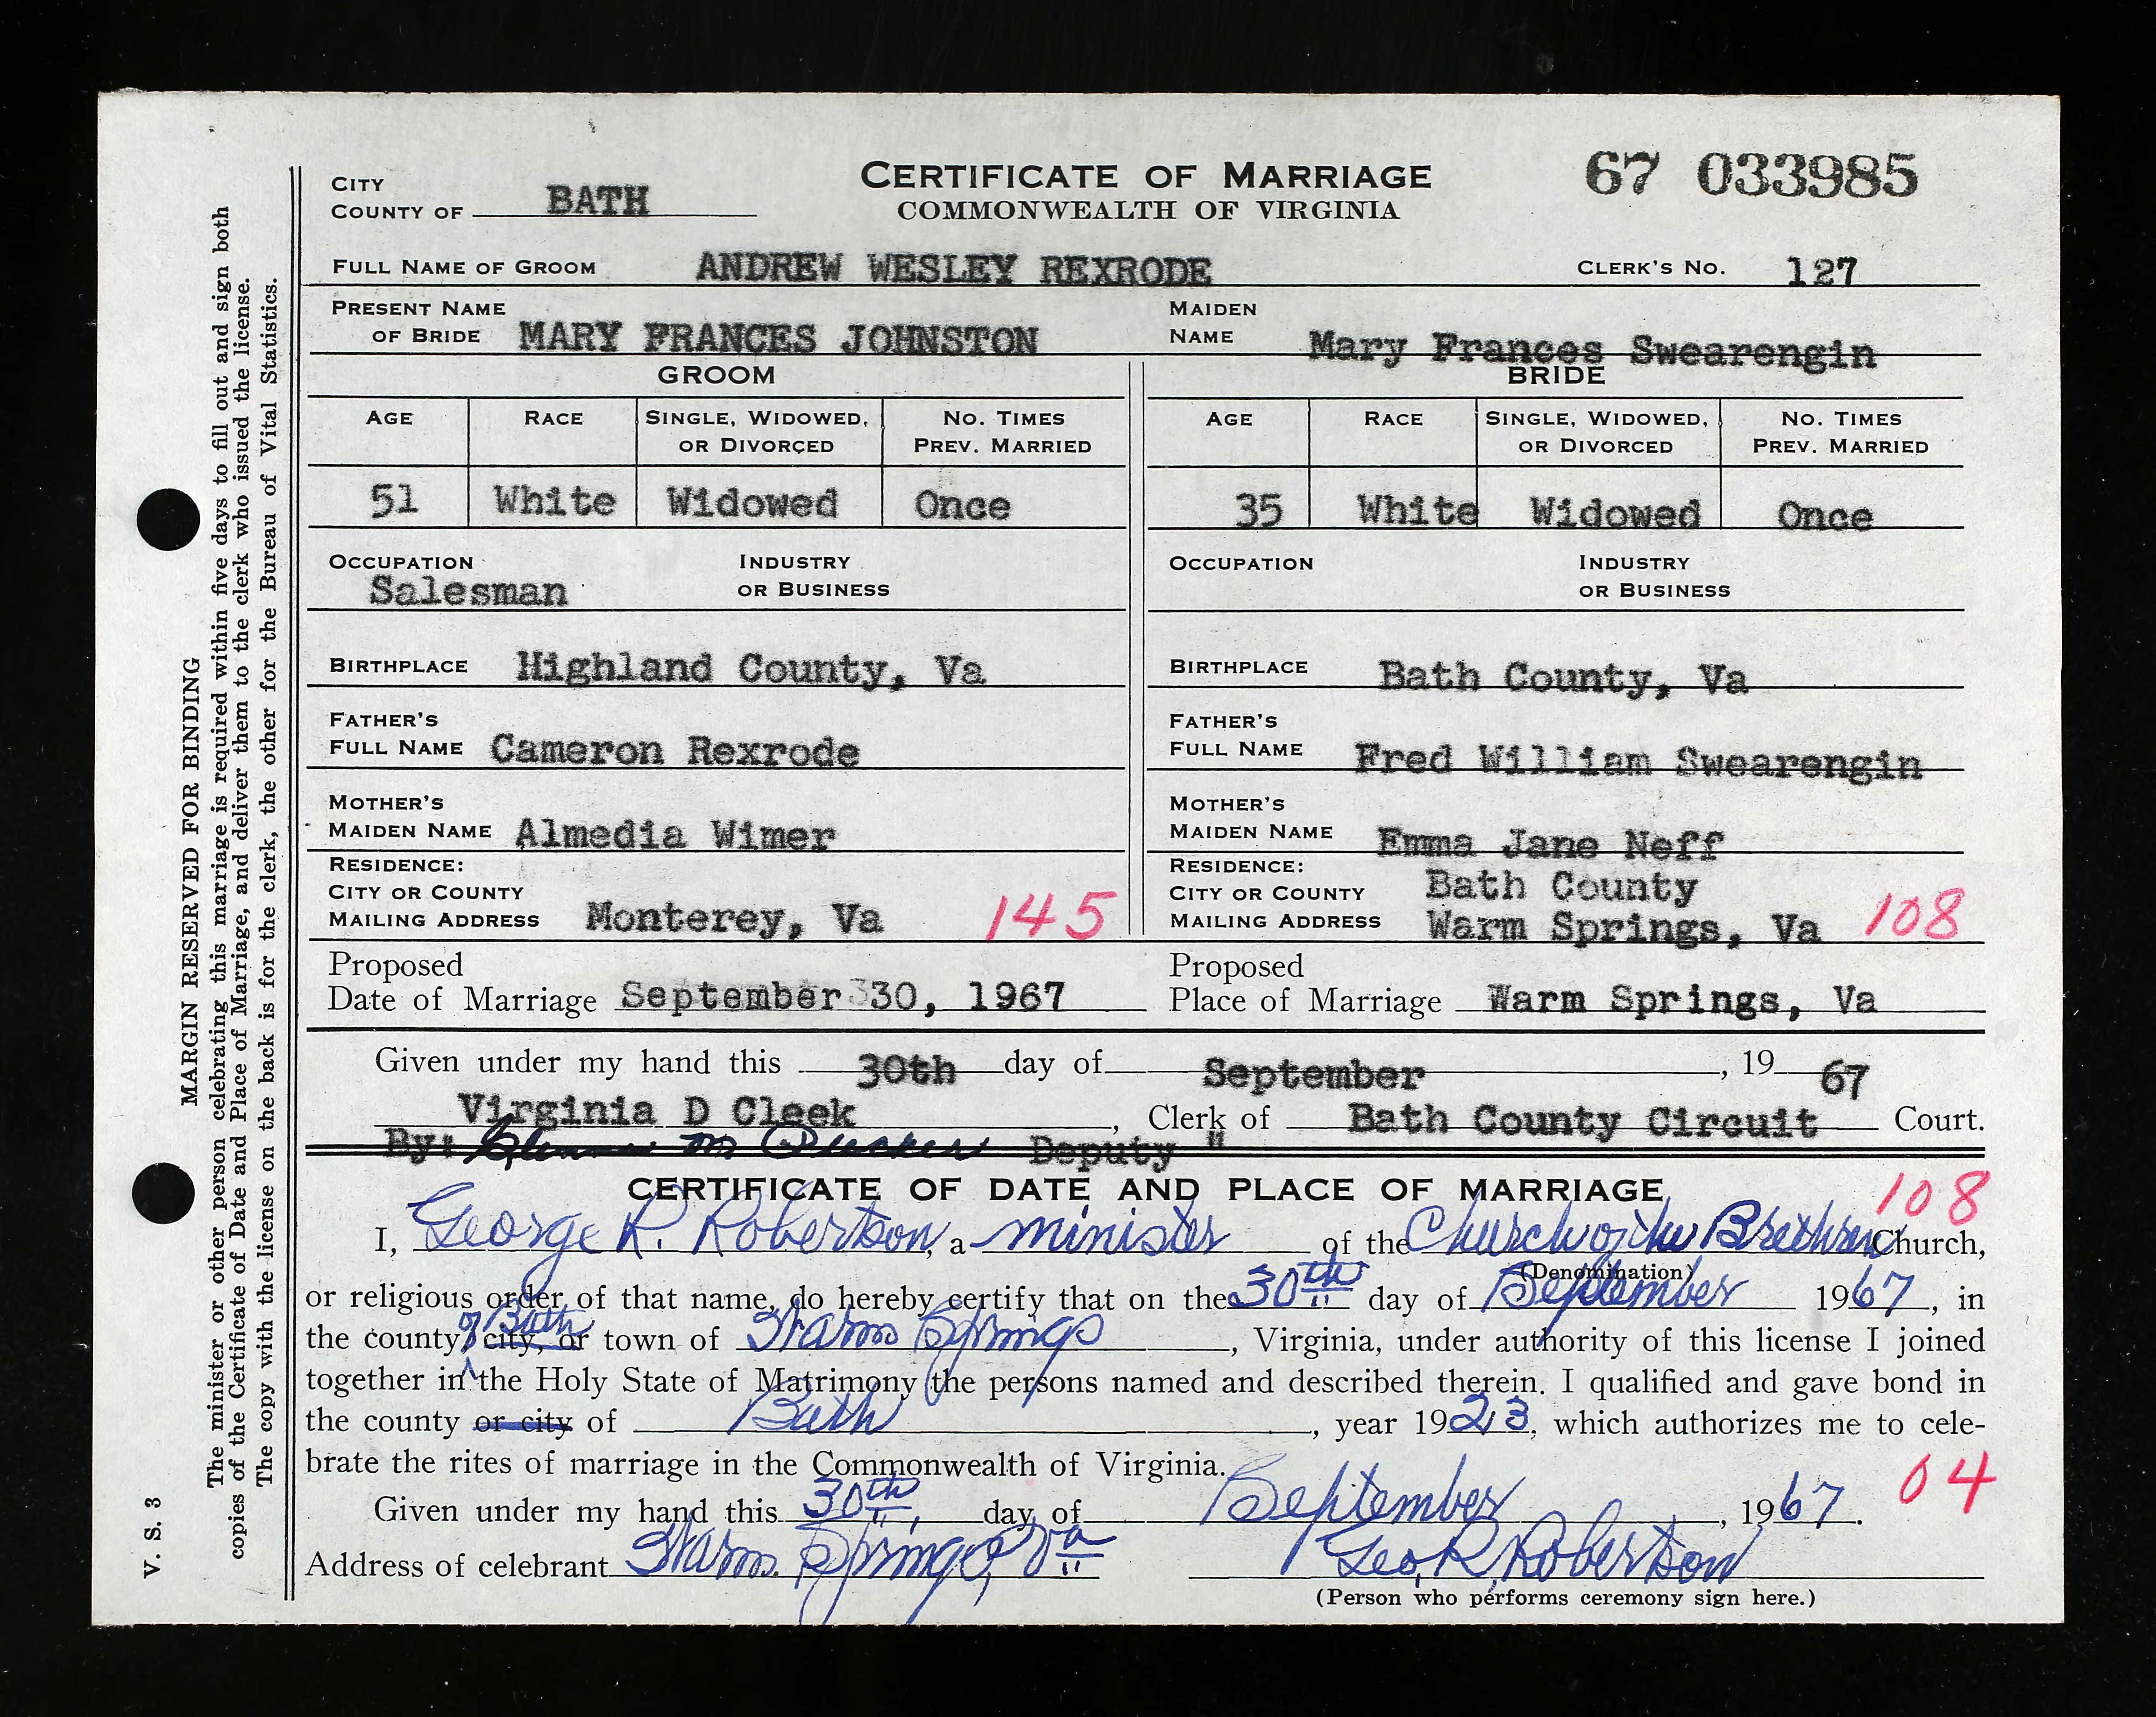 CERTIFICATE OF MARRIAGE
COMMONWEALTH OF VIRGINIA
67 033985
CITY
COUNTY OF BATH
FULL NAME OF GROOM ANDREW WESLEY REXRODE CLERK'S NO. 127
PRESENT NAME OF BRIDE MARY FRANCES JOHNSTON MAIDEN NAME Mary Frances Swearengin
GROOM
AGE RACE SINGLE, WIDOWED, OR DIVORCED NO. TIMES PREV. MARRIED
51 White Widowed Once
OCCUPATION Salesman INDUSTRY OR BUSINESS
BIRTHPLACE Highland County, Va
FATHER'S FULL NAME Cameron Rexrode
MOTHER'S MAIDEN NAME Almedia Wimer
RESIDENCE:
CITY OR COUNTY
MAILING ADDRESS Monterey, Va 145
BRIDE
AGE RACE SINGLE, WIDOWED, OR DIVORCED NO. TIMES PREV. MARRIED
35 White Widowed Once
OCCUPATION INDUSTRY OR BUSINESS
BIRTHPLACE Bath County, Va
FATHER'S FULL NAME Fred William Swearengin
MOTHER'S MAIDEN NAME Emma Jane Neff
RESIDENCE:
CITY OR COUNTY Bath County
MAILING ADDRESS Warm Springs, Va 108
Proposed Date of Marriage September 30, 1967 Proposed Place of Marriage Warm Springs, Va
Given under my hand this 30th day of September, 19 67
Virginia D Cleek, Clerk of Bath County Circuit Court.
By: Deputy "
CERTIFICATE OF DATE AND PLACE OF MARRIAGE 108
I, George R. Robertson, a minister of the Church of the Brethren Church,
(Denomination)
or religious order of that name, do hereby certify that on the 30th day of September 1967, in
the county of Bath, city, or town of Warm Springs, Virginia, under authority of this license I joined
together in the Holy State of Matrimony the persons named and described therein. I qualified and gave bond in
the county or city of Bath, year 1923, which authorizes me to cele-
brate the rites of marriage in the Commonwealth of Virginia. 04
Given under my hand this 30th day of September, 1967.
Address of celebrant Warm Springs, Va Geo. R. Robertson
(Person who performs ceremony sign here.)
MARGIN RESERVED FOR BINDING
The minister or other person celebrating this marriage is required within five days to fill out and sign both
copies of the Certificate of Date and Place of Marriage, and deliver them to the clerk who issued the license.
The copy with the license on the back is for the clerk, the other for the Bureau of Vital Statistics.
V. S. 3